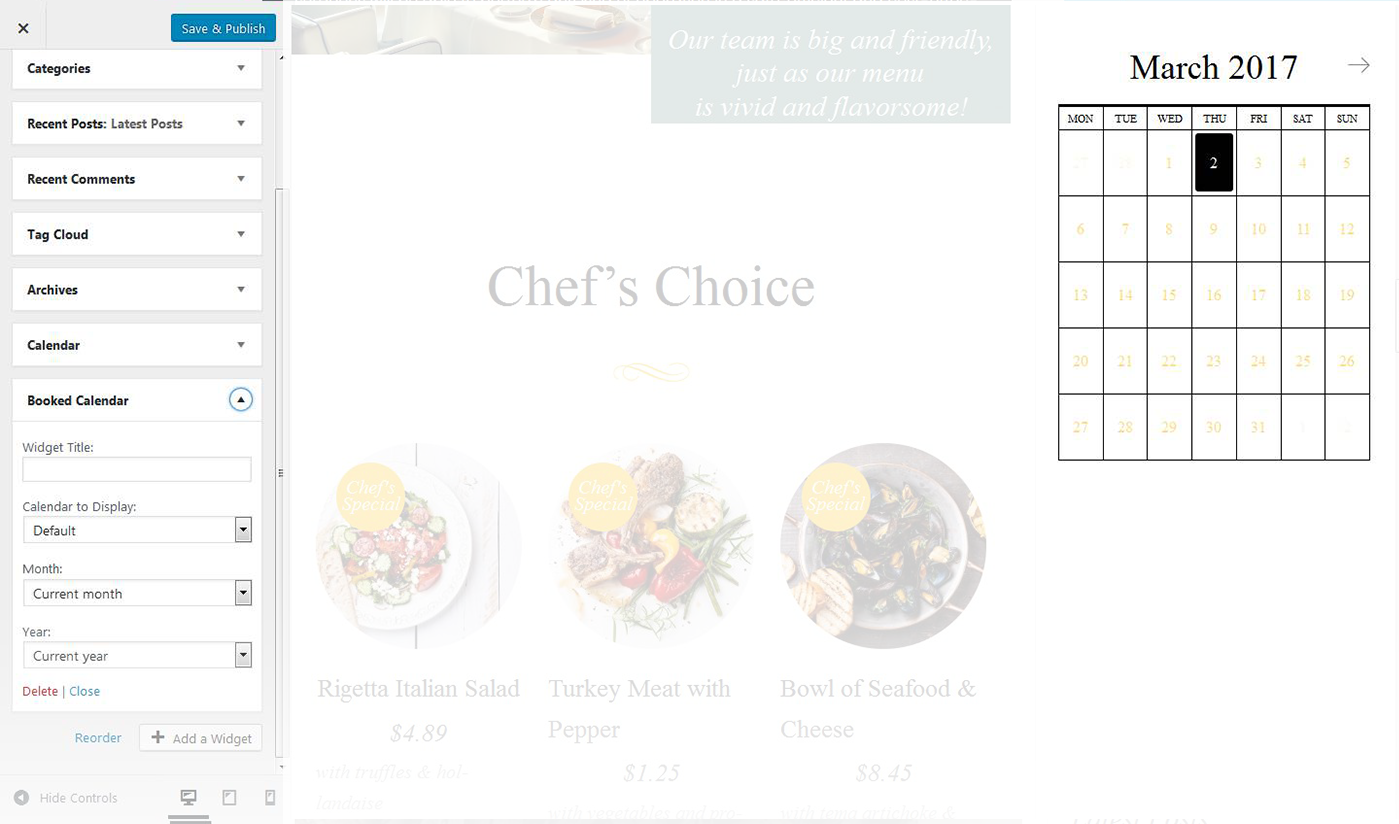 Save & Publish
Categories
Recent Posts: Latest Posts
Recent Comments
Tag Cloud
Archives
Calendar
Booked Calendar
Widget Title:
Calendar to Display:
Default
Month:
Current month
Year:
Current year
Delete | Close
Reorder
Add a Widget
Hide Controls
Our team is big and friendly,
just as our menu
is vivid and flavorsome!
Chef’s Choice
Chef's
Special
Rigetta Italian Salad
$4.89
with truffles & hol-
landaise
Chef's
Special
Turkey Meat with
Pepper
$1.25
with vegetables and pro-
Chef's
Special
Bowl of Seafood &
Cheese
$8.45
with tuna artichoke &
March 2017
MON TUE WED THU FRI SAT SUN
27 28 1 2 3 4 5
6 7 8 9 10 11 12
13 14 15 16 17 18 19
20 21 22 23 24 25 26
27 28 29 30 31 1 2